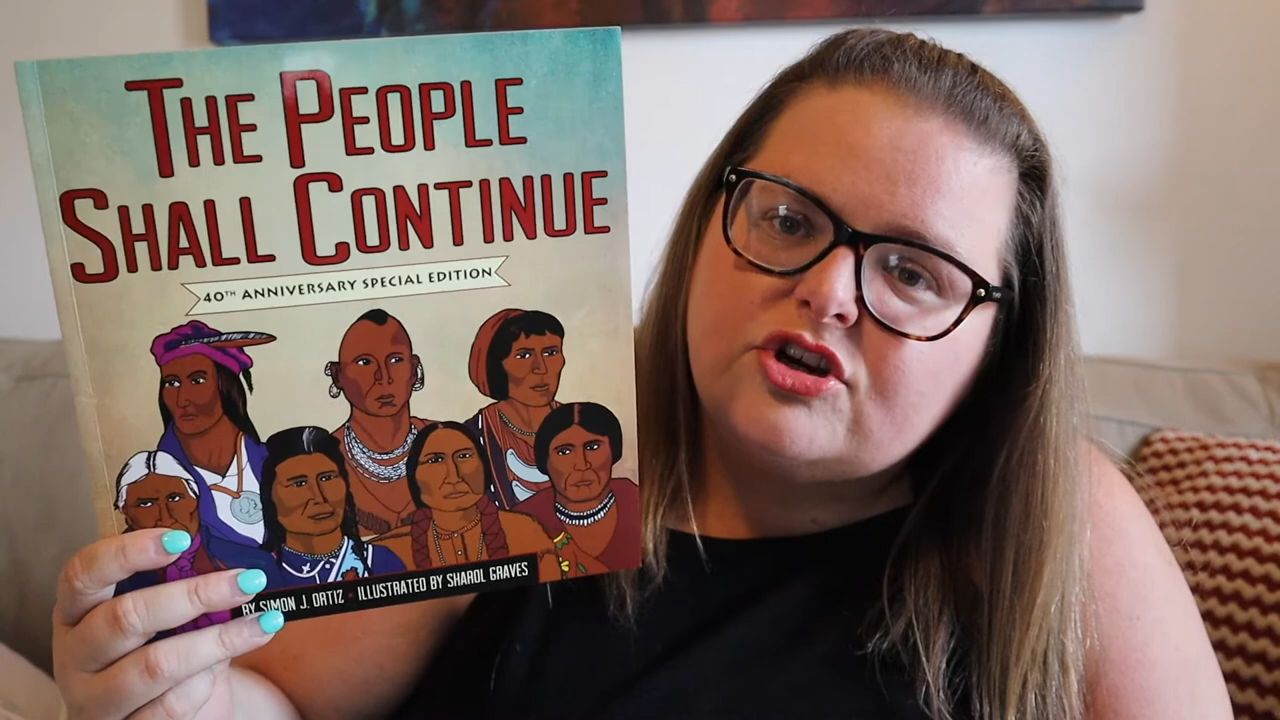 THE PEOPLE
SHALL CONTINUE
40TH ANNIVERSARY SPECIAL EDITION
BY SIMON J. ORTIZ • ILLUSTRATED BY SHAROL GRAVES